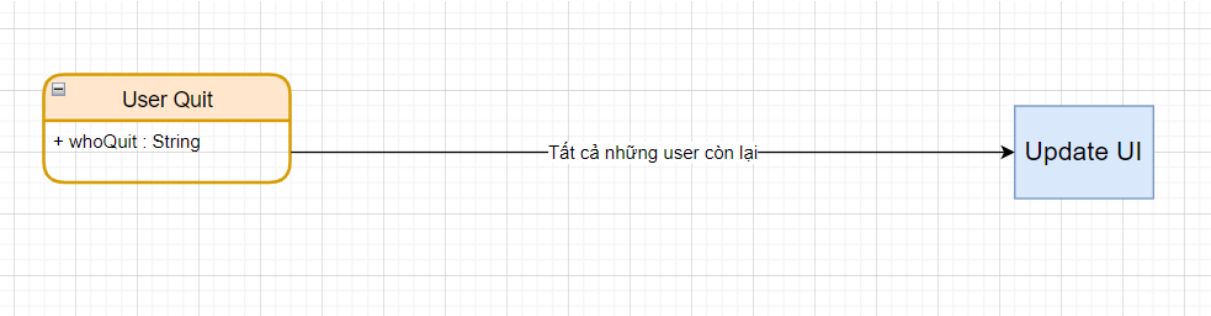 User Quit
+ whoQuit : String
Tất cả những user còn lại
Update UI